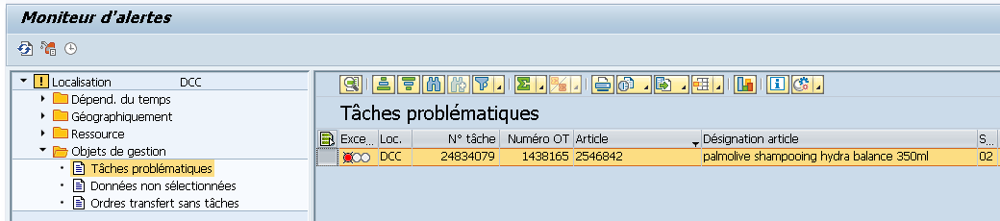 Moniteur d'alertes
Localisation DCC
Dépend. du temps
Géographiquement
Ressource
Objets de gestion
Tâches problématiques
Données non sélectionnées
Ordres transfert sans tâches
Tâches problématiques
Exce... Loc. N° tâche Numéro OT Article Désignation article S...
DCC 24834079 1438165 2546842 palmolive shampooing hydra balance 350ml 02